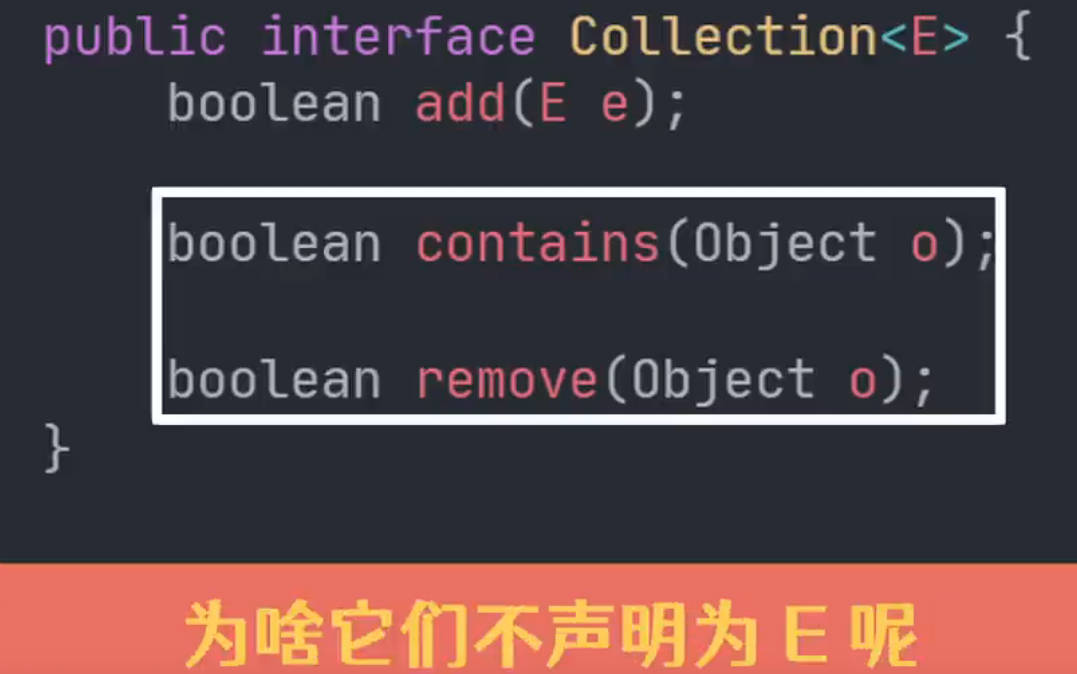 public interface Collection<E> {
boolean add(E e);
boolean contains(Object o);
boolean remove(Object o);
}
为啥它们不声明为 E 呢